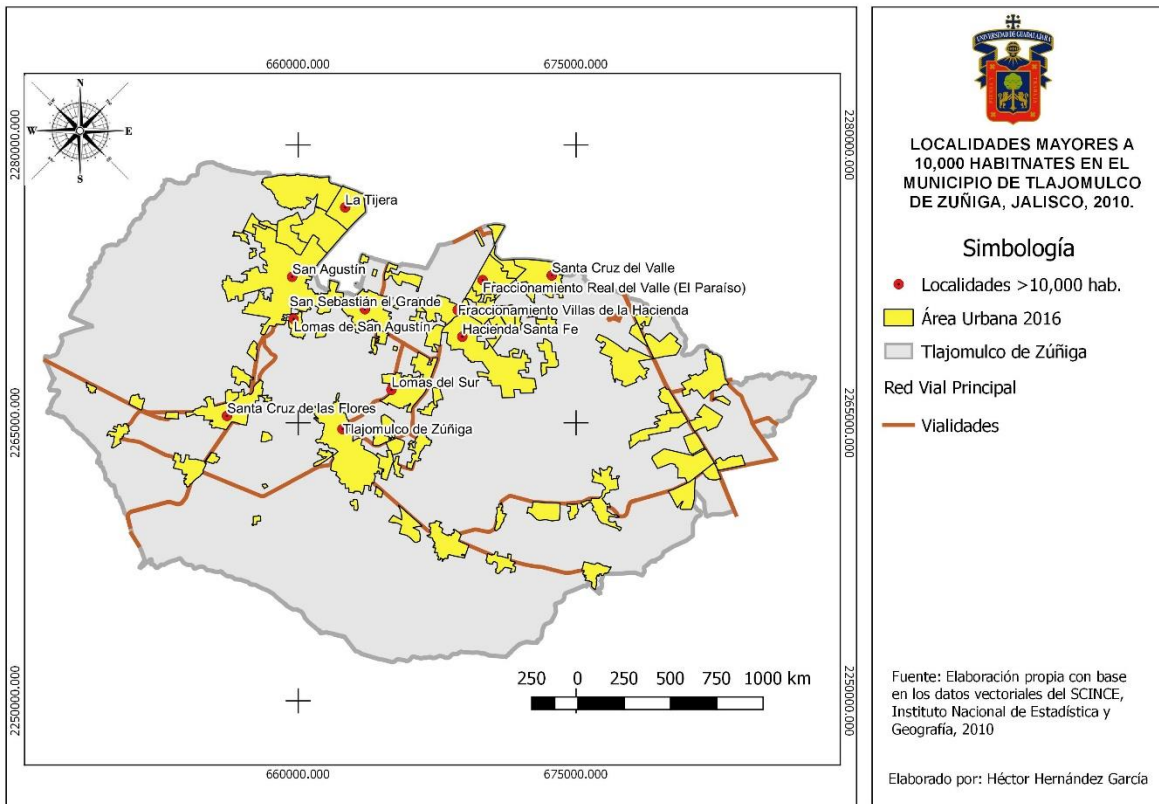 660000.000
675000.000
2280000.000
2280000.000
N
W
E
S
La Tijera
San Agustín
Santa Cruz del Valle
Fraccionamiento Real del Valle (El Paraíso)
San Sebastián el Grande
Fraccionamiento Villas de la Hacienda
Lomas de San Agustín
Hacienda Santa Fe
Lomas del Sur
Santa Cruz de las Flores
Tlajomulco de Zúñiga
2265000.000
2265000.000
250 0 250 500 750 1000 km
2250000.000
2250000.000
660000.000
675000.000
UNIVERSIDAD DE GUADALAJARA
LOCALIDADES MAYORES A
10,000 HABITNATES EN EL
MUNICIPIO DE TLAJOMULCO
DE ZUÑIGA, JALISCO, 2010.
Simbología
Localidades >10,000 hab.
Área Urbana 2016
Tlajomulco de Zúñiga
Red Vial Principal
Vialidades
Fuente: Elaboración propia con base
en los datos vectoriales del SCINCE,
Instituto Nacional de Estadística y
Geografía, 2010
Elaborado por: Héctor Hernández García